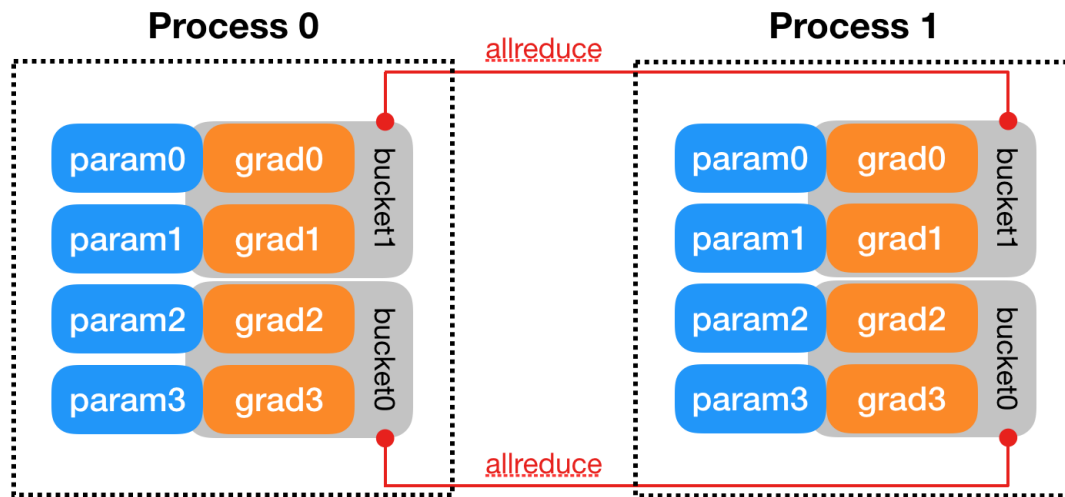 Process 0
Process 1
allreduce
param0 grad0
param1 grad1
bucket1
param2 grad2
param3 grad3
bucket0
param0 grad0
param1 grad1
bucket1
param2 grad2
param3 grad3
bucket0
allreduce